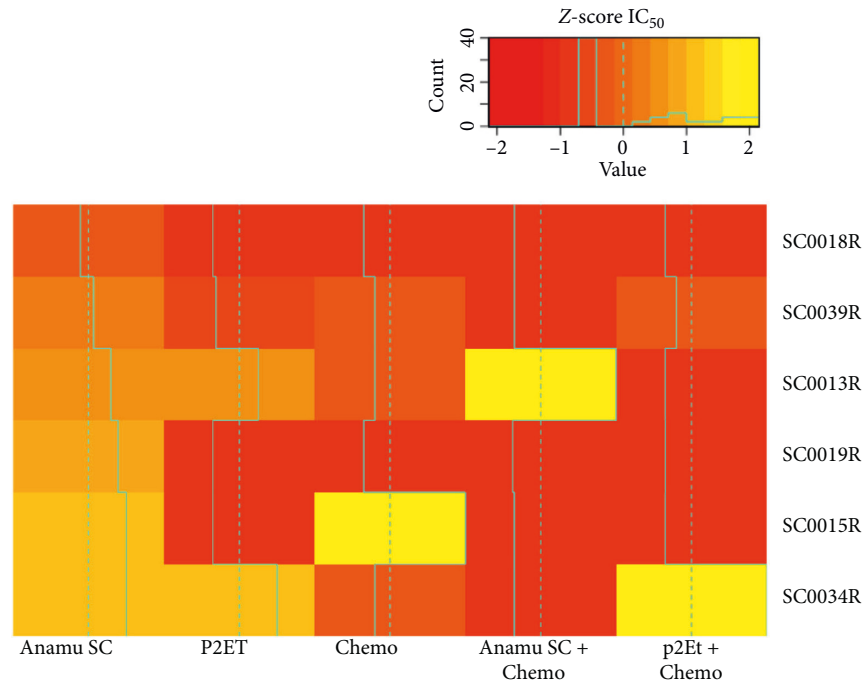 Z-score IC50
Count
40
20
0
−2
−1
0
1
2
Value
SC0018R
SC0039R
SC0013R
SC0019R
SC0015R
SC0034R
Anamu SC
P2ET
Chemo
Anamu SC +
Chemo
p2Et +
Chemo